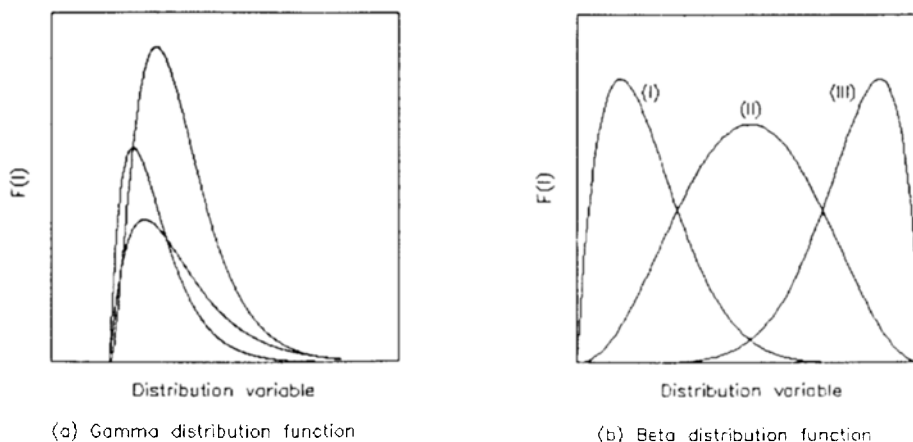 F(I)
Distribution variable
(a) Gamma distribution function
F(I)
(I)
(II)
(III)
Distribution variable
(b) Beta distribution function